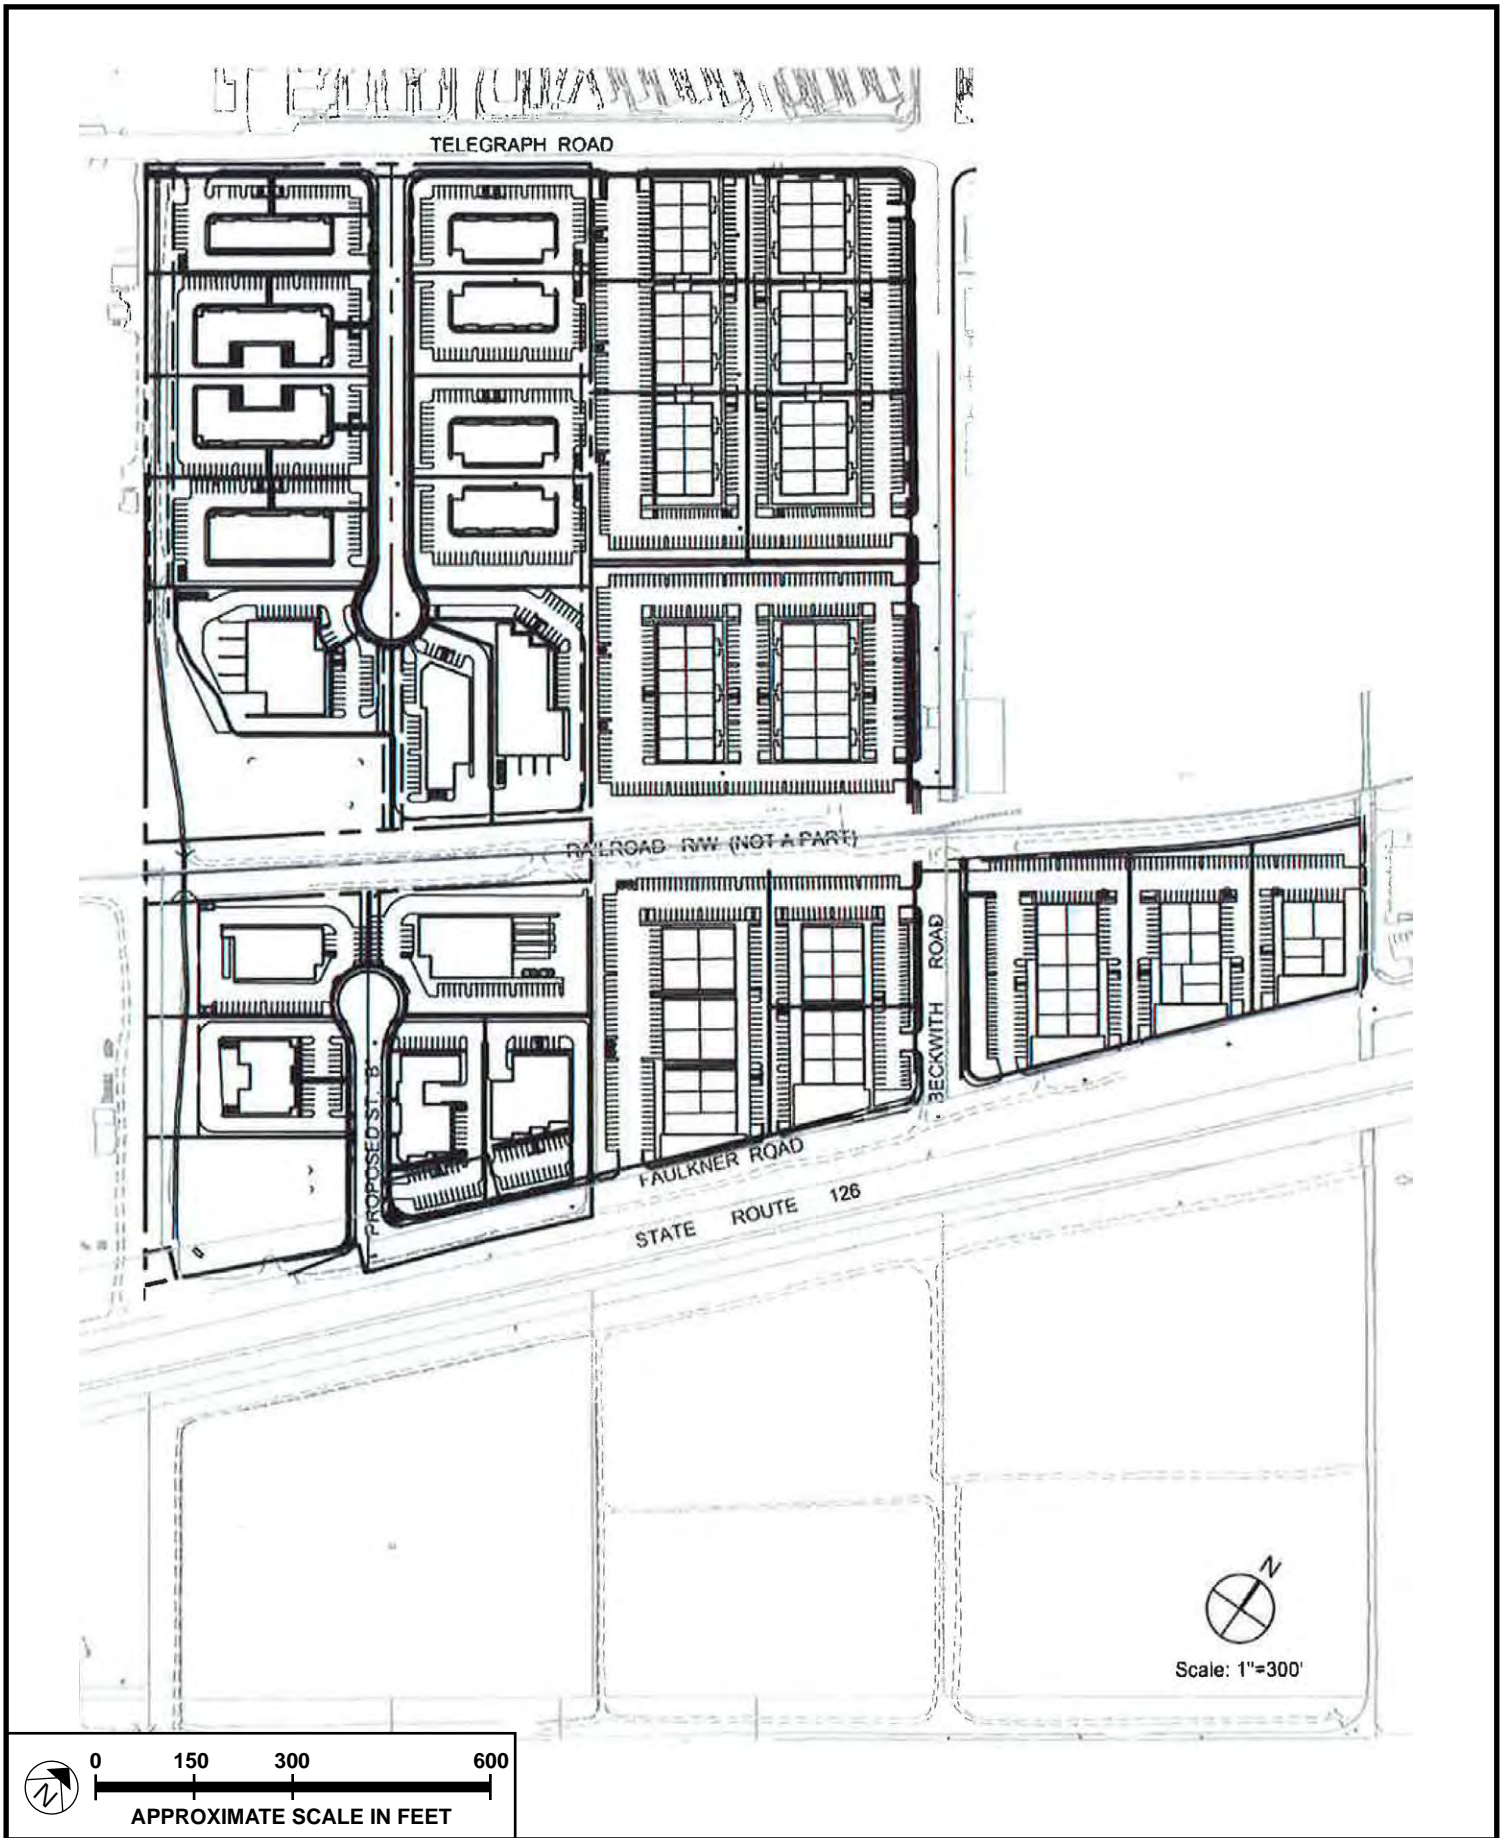 TELEGRAPH ROAD
RAILROAD R/W (NOT A PART)
BECKWITH ROAD
PROPOSED ST. "B"
FAULKNER ROAD
STATE ROUTE 126
N
Scale: 1"=300'
0 150 300 600
N
APPROXIMATE SCALE IN FEET